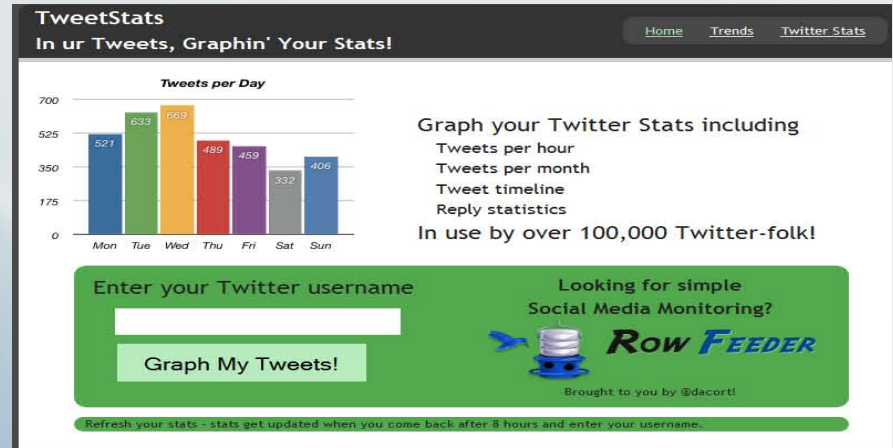 TweetStats
In ur Tweets, Graphin' Your Stats!
Home Trends Twitter Stats
Tweets per Day
700
525
350
175
0
521
633
669
489
459
332
406
Mon Tue Wed Thu Fri Sat Sun
Graph your Twitter Stats including
Tweets per hour
Tweets per month
Tweet timeline
Reply statistics
In use by over 100,000 Twitter-folk!
Enter your Twitter username
Graph My Tweets!
Looking for simple
Social Media Monitoring?
ROW FEEDER
Brought to you by @dacort!
Refresh your stats - stats get updated when you come back after 8 hours and enter your username.